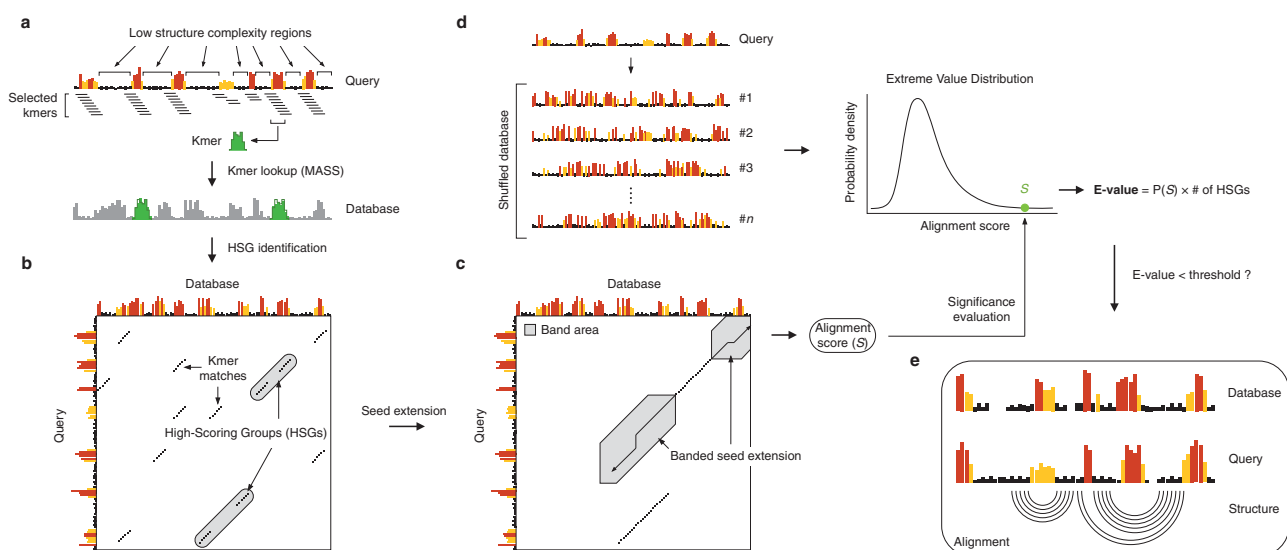 a
Low structure complexity regions
Query
Selected
kmers
Kmer
Kmer lookup (MASS)
Database
HSG identification
b
Database
Query
Kmer
matches
High-Scoring Groups (HSGs)
Seed extension
c
Database
Query
Band area
Banded seed extension
Alignment
score (S)
Significance
evaluation
d
Query
Shuffled database
#1
#2
#3
#n
Extreme Value Distribution
Probability density
S
Alignment score
E-value = P(S) × # of HSGs
E-value < threshold ?
e
Database
Query
Structure
Alignment